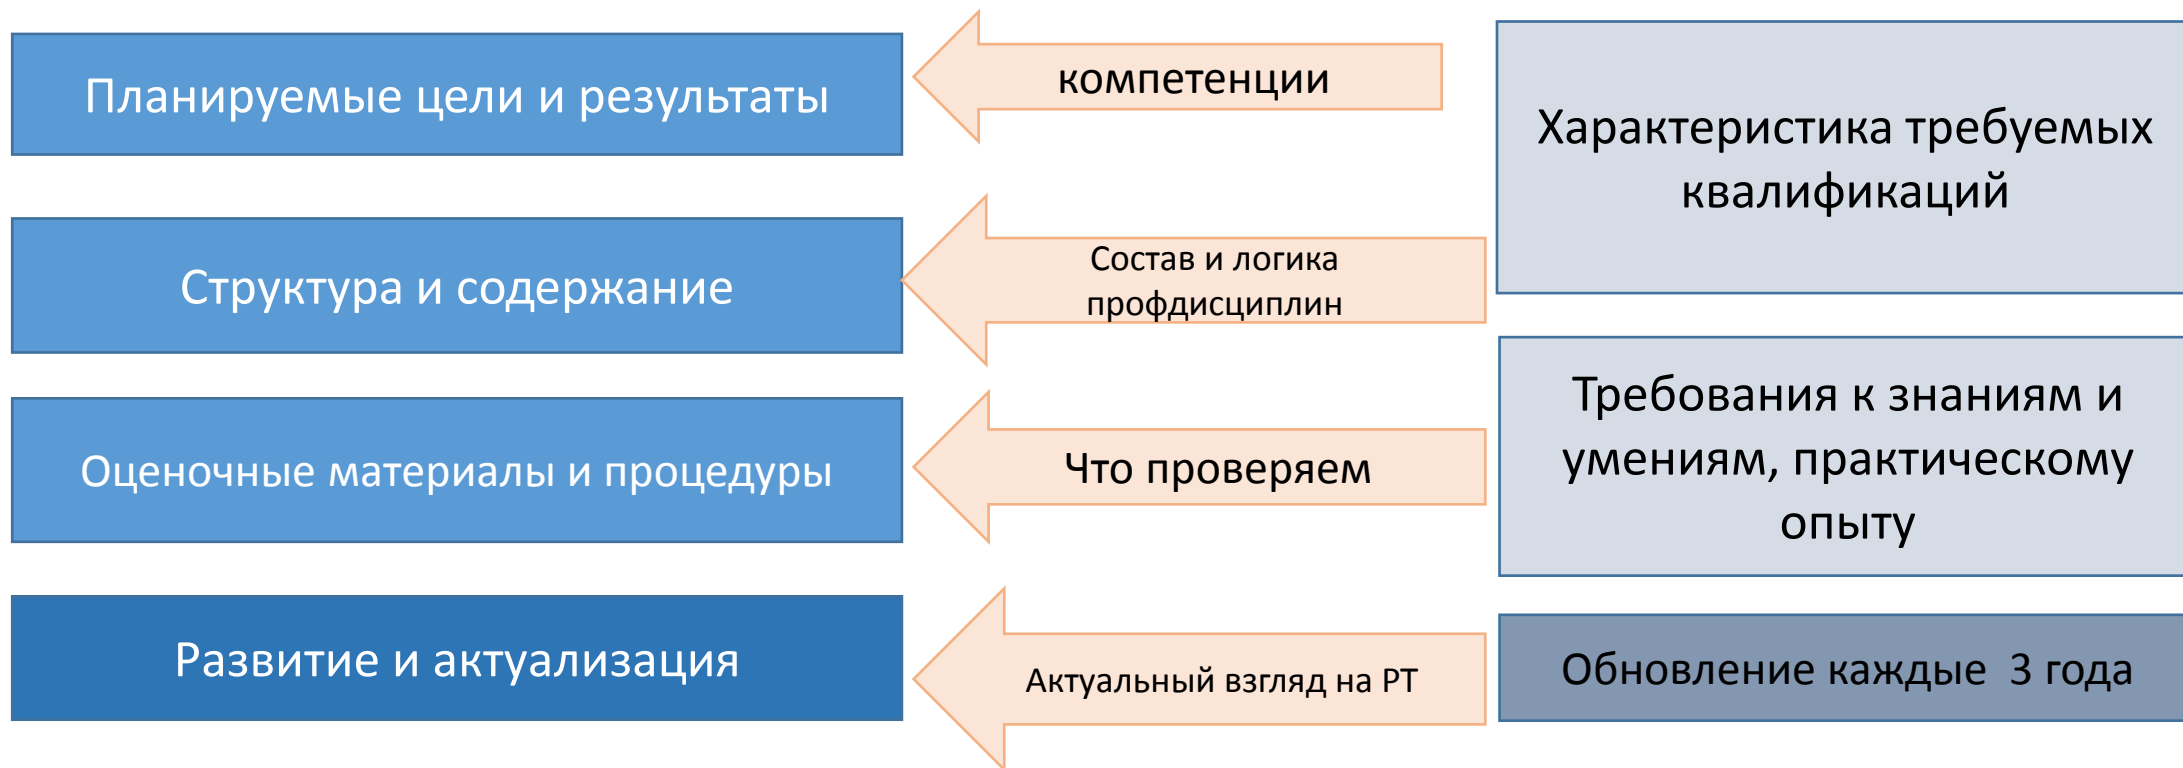 Планируемые цели и результаты
компетенции
Характеристика требуемых
квалификаций
Структура и содержание
Состав и логика
профдисциплин
Оценочные материалы и процедуры
Что проверяем
Требования к знаниям и
умениям, практическому
опыту
Развитие и актуализация
Актуальный взгляд на РТ
Обновление каждые 3 года